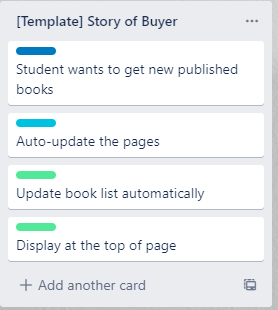 [Template] Story of Buyer
Student wants to get new published
books
Auto-update the pages
Update book list automatically
Display at the top of page
Add another card